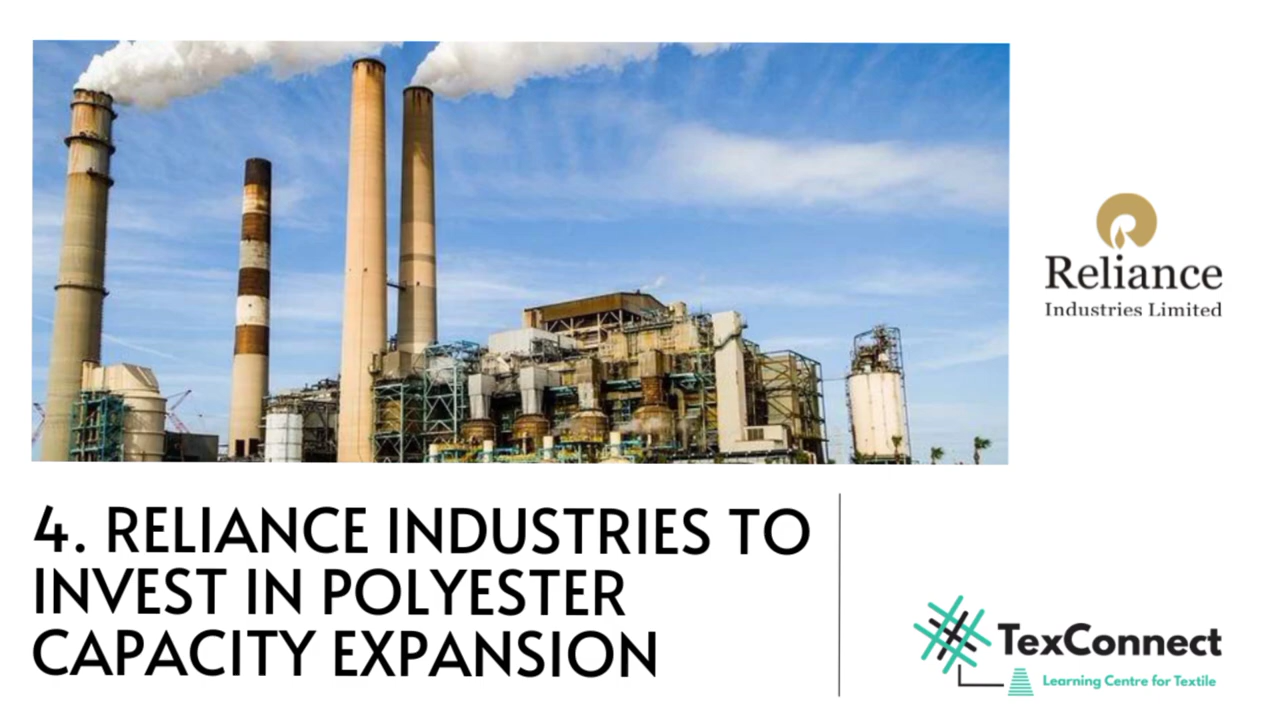 Reliance
Industries Limited
4. RELIANCE INDUSTRIES TO
INVEST IN POLYESTER
CAPACITY EXPANSION
TexConnect
Learning Centre for Textile